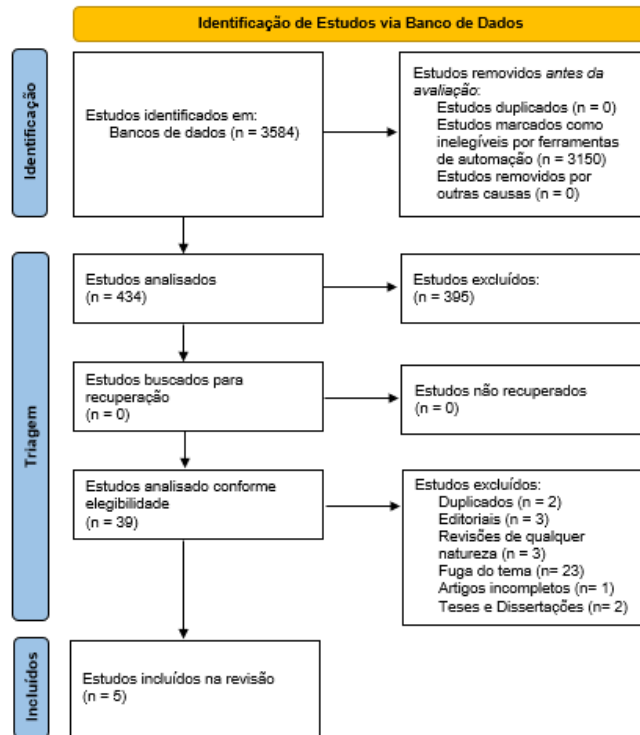 Identificação de Estudos via Banco de Dados
Identificação
Estudos identificados em:
Bancos de dados (n = 3584)
Estudos removidos antes da
avaliação:
Estudos duplicados (n = 0)
Estudos marcados como
inelegíveis por ferramentas
de automação (n = 3150)
Estudos removidos por
outras causas (n = 0)
Triagem
Estudos analisados
(n = 434)
Estudos excluídos:
(n = 395)
Estudos buscados para
recuperação
(n = 0)
Estudos não recuperados
(n = 0)
Estudos analisado conforme
elegibilidade
(n = 39)
Estudos excluídos:
Duplicados (n = 2)
Editoriais (n = 3)
Revisões de qualquer
natureza (n = 3)
Fuga do tema (n= 23)
Artigos incompletos (n= 1)
Teses e Dissertações (n= 2)
Incluídos
Estudos incluídos na revisão
(n = 5)